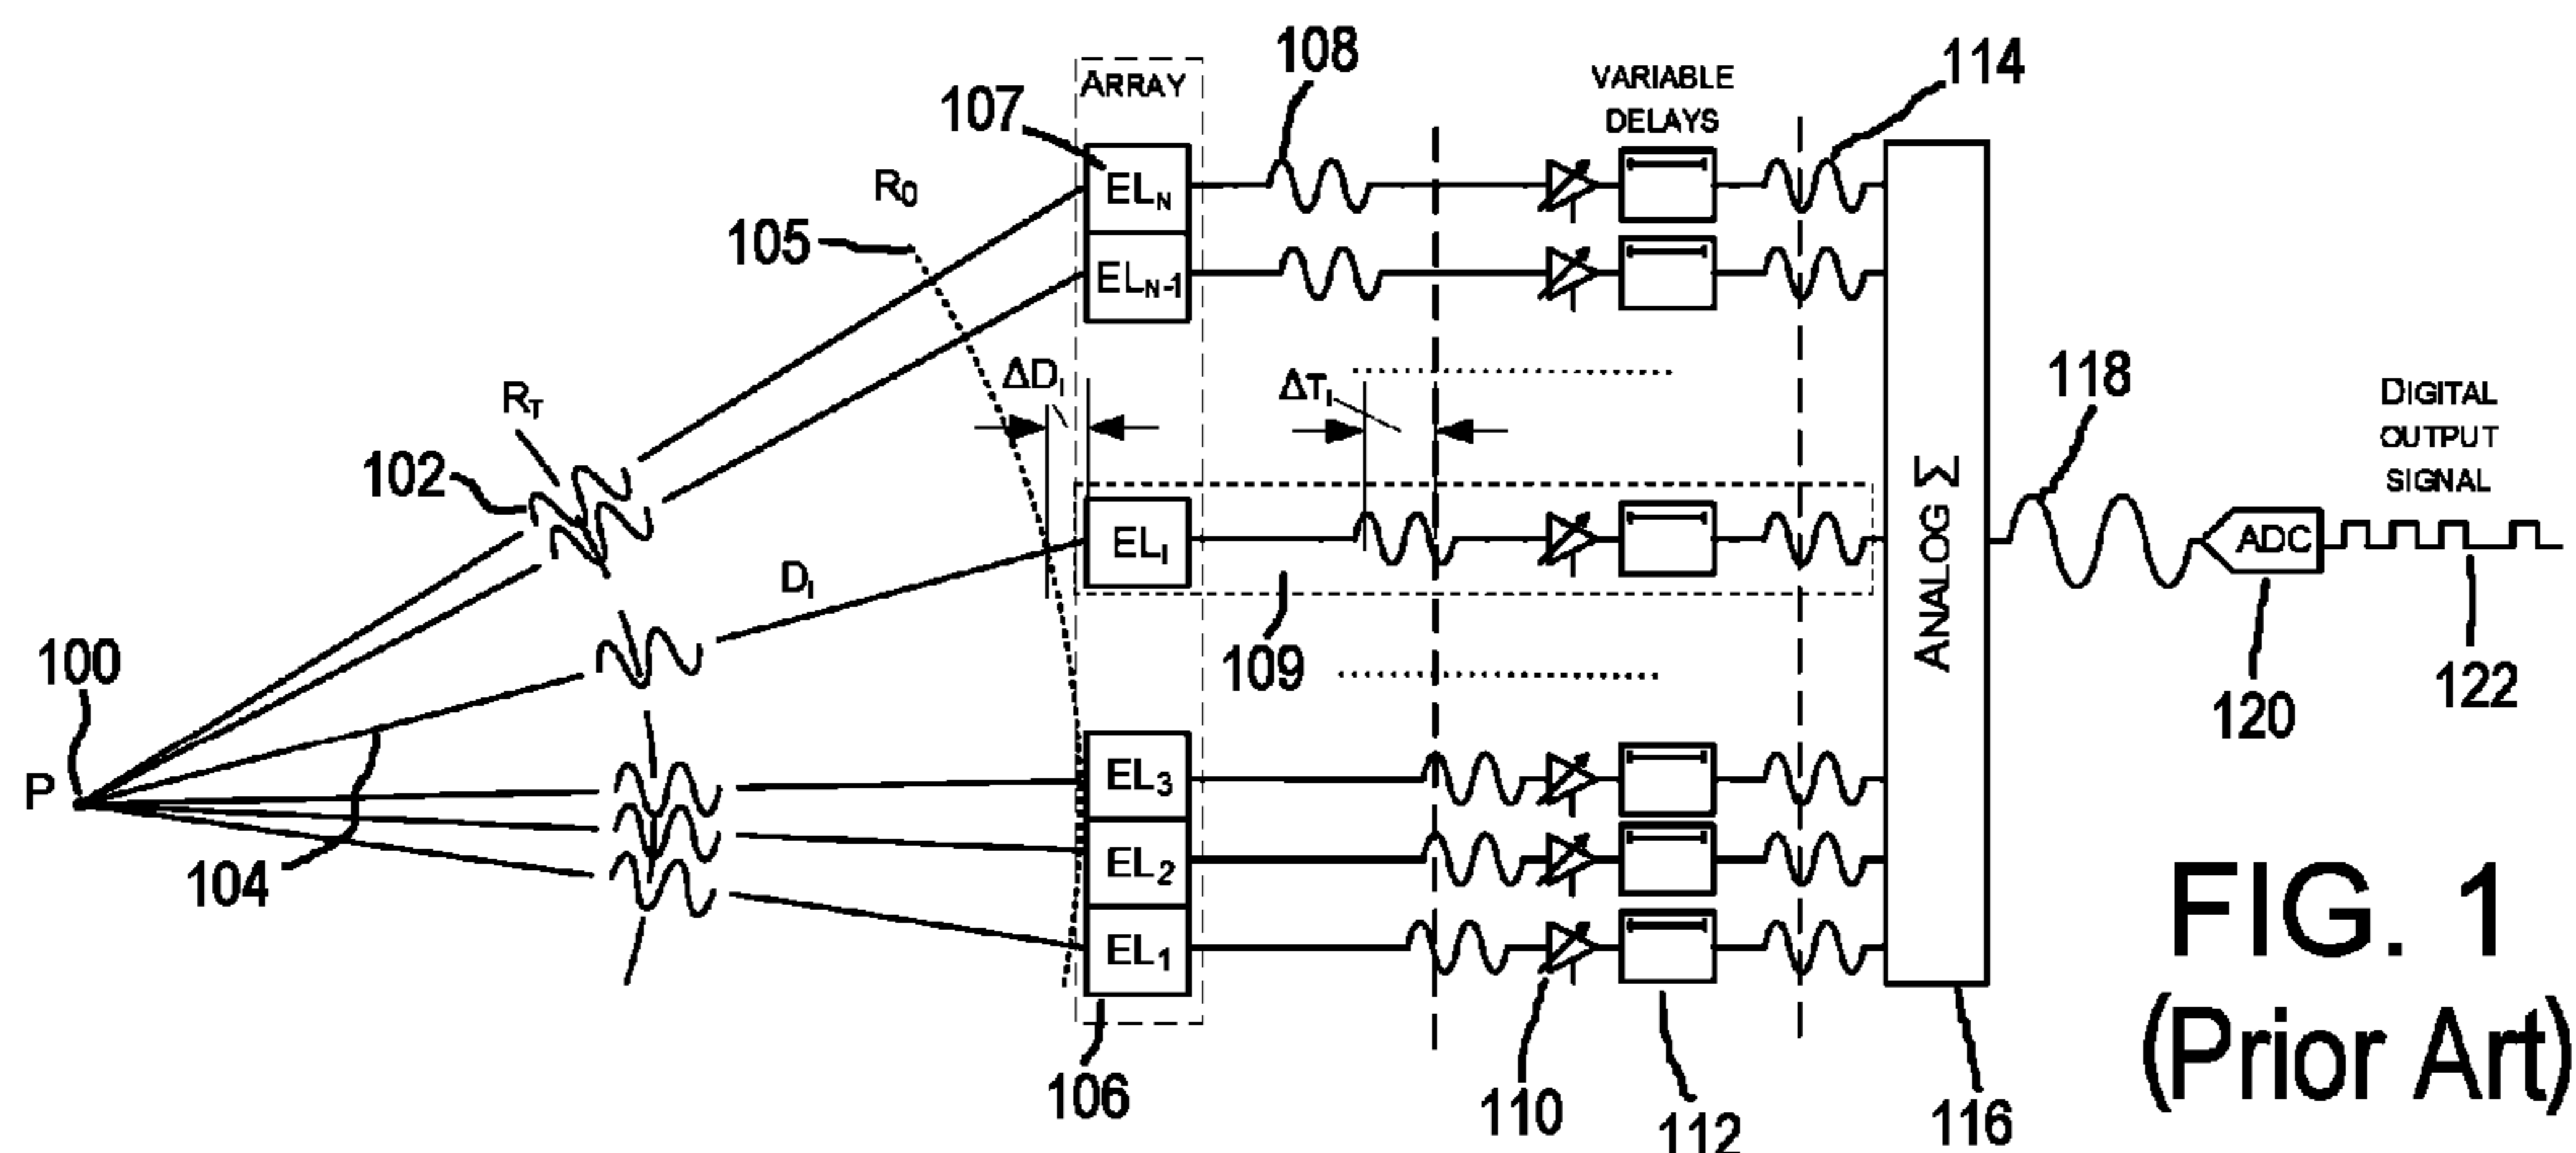 108
114
VARIABLE
DELAYS
ARRAY
107
R0
ELN
105
ELN-1
118
ΔDI
ΔTI
DIGITAL
OUTPUT
SIGNAL
RT
102
ELI
ANALOG Σ
ADC
DI
109
100
122
120
P
104
EL3
EL2
EL1
FIG. 1
(Prior Art)
106
110
112
116